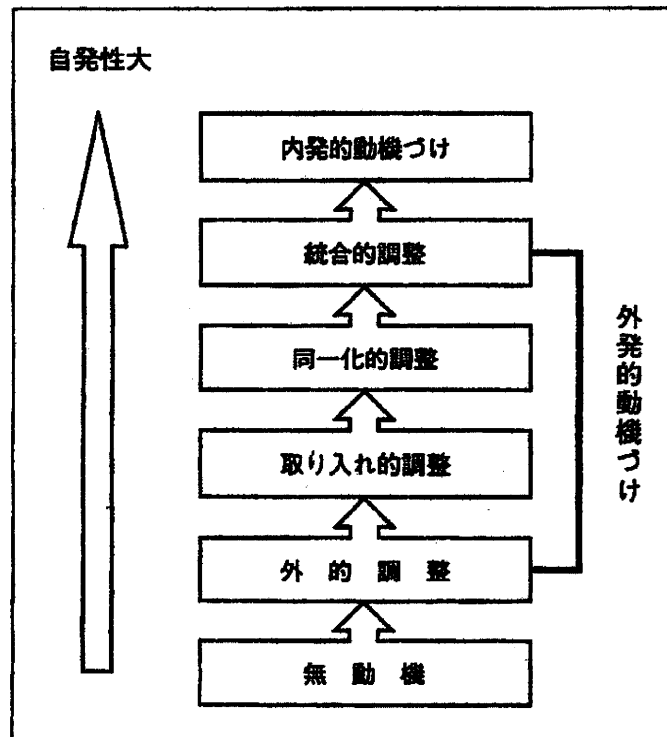 自発性大
内発的動機づけ
統合的調整
同一化的調整
取り入れ的調整
外的調整
無動機
外発的動機づけ